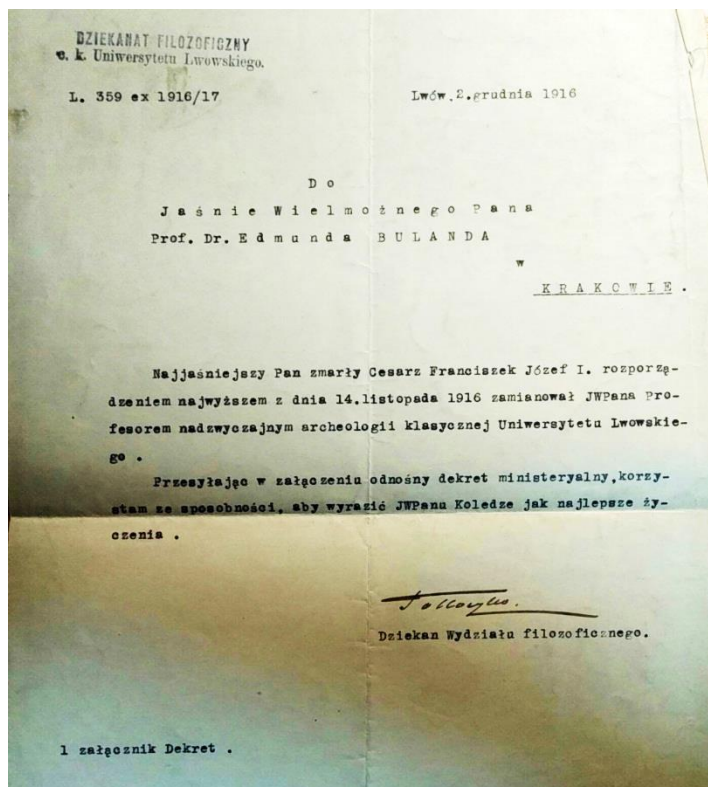 DZIEKANAT FILOZOFICZNY
c. k. Uniwersytetu Lwowskiego.
L. 359 ex 1916/17
Lwów, 2.grudnia 1916
Do
Jaśnie Wielmożnego Pana
Prof. Dr. Edmunda BULANDA
w
KRAKOWIE.
Najjaśniejszy Pan zmarły Cesarz Franciszek Józef I. rozporzą-
dzeniem najwyższem z dnia 14.listopada 1916 zamianował JWPana Pro-
fesorem nadzwyczajnym archeologii klasycznej Uniwersytetu Lwowskie-
go .
Przesyłając w załączeniu odnośny dekret ministeryalny,korzy-
stam ze sposobności, aby wyrazić JWPanu Koledze jak najlepsze ży-
czenia .
Dziekan Wydziału filozoficznego.
1 załącznik Dekret .